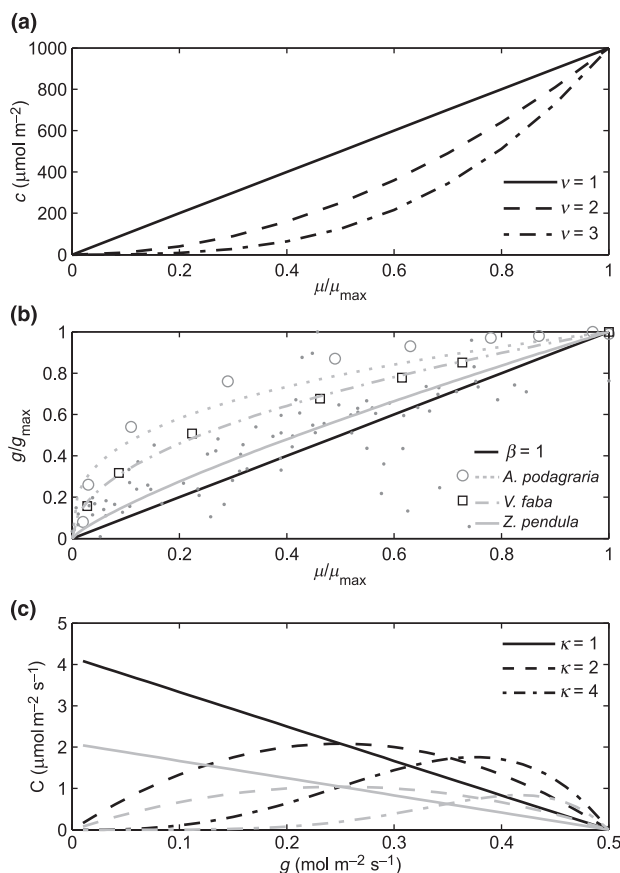 (a)
1000
800
600
400
200
0
c (μmol m⁻²)
ν = 1
ν = 2
ν = 3
0 0.2 0.4 0.6 0.8 1
μ/μmax
(b)
1
0.8
0.6
0.4
0.2
0
g/gmax
β = 1
A. podagraria
V. faba
Z. pendula
0 0.2 0.4 0.6 0.8 1
μ/μmax
(c)
5
4
3
2
1
0
C (μmol m⁻² s⁻¹)
κ = 1
κ = 2
κ = 4
0 0.1 0.2 0.3 0.4 0.5
g (mol m⁻² s⁻¹)